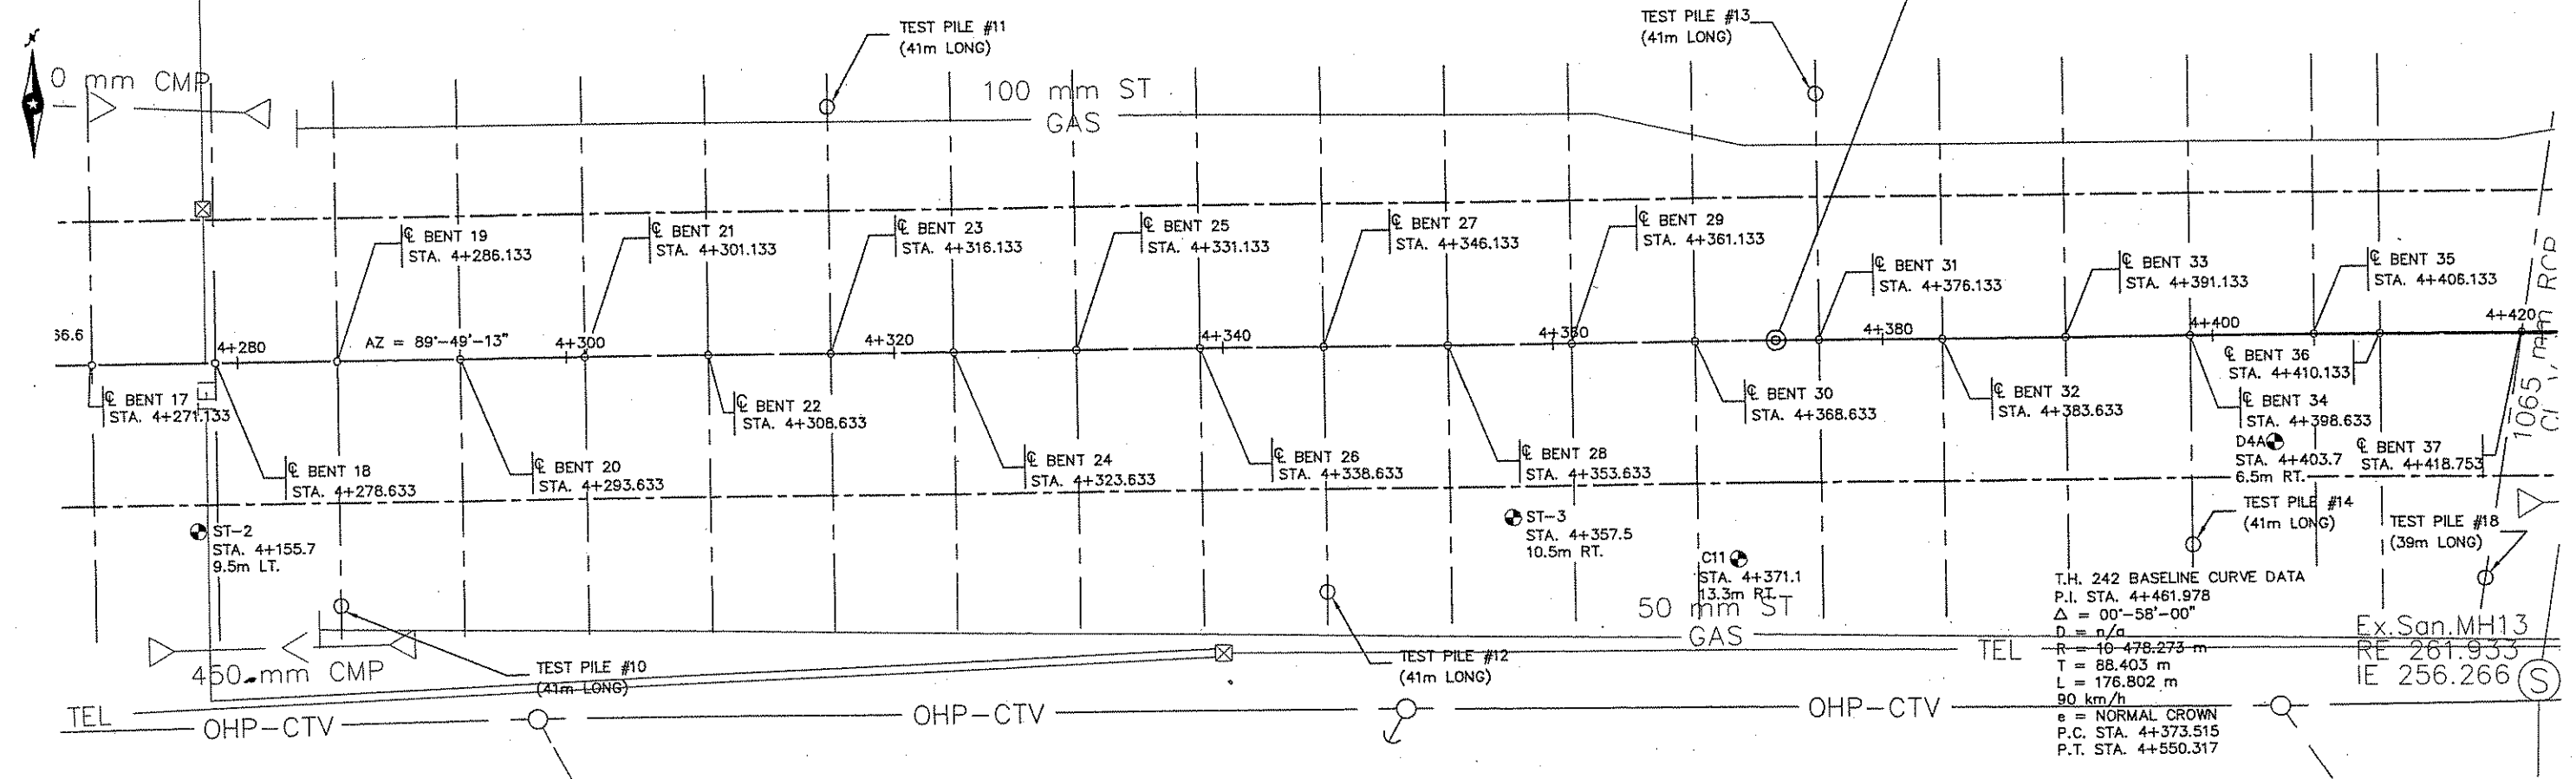 N
TEST PILE #11
(41m LONG)
TEST PILE #13
(41m LONG)
0 mm CMP
100 mm ST
GAS
℄ BENT 19
STA. 4+286.133
℄ BENT 21
STA. 4+301.133
℄ BENT 23
STA. 4+316.133
℄ BENT 25
STA. 4+331.133
℄ BENT 27
STA. 4+346.133
℄ BENT 29
STA. 4+361.133
℄ BENT 31
STA. 4+376.133
℄ BENT 33
STA. 4+391.133
℄ BENT 35
STA. 4+406.133
66.6
4+280
AZ = 89°-49'-13"
4+300
4+320
4+340
4+360
4+380
4+400
4+420
1065 mm RCP
℄ BENT 17
STA. 4+271.133
℄ BENT 18
STA. 4+278.633
℄ BENT 20
STA. 4+293.633
℄ BENT 22
STA. 4+308.633
℄ BENT 24
STA. 4+323.633
℄ BENT 26
STA. 4+338.633
℄ BENT 28
STA. 4+353.633
℄ BENT 30
STA. 4+368.633
℄ BENT 32
STA. 4+383.633
℄ BENT 36
STA. 4+410.133
℄ BENT 34
STA. 4+398.633
D4A
STA. 4+403.7
6.5m RT.
℄ BENT 37
STA. 4+418.753
ST-2
STA. 4+155.7
9.5m LT.
ST-3
STA. 4+357.5
10.5m RT.
C11
STA. 4+371.1
13.3m RT.
TEST PILE #14
(41m LONG)
TEST PILE #18
(39m LONG)
50 mm ST
GAS
T.H. 242 BASELINE CURVE DATA
P.I. STA. 4+461.978
Δ = 00°-58'-00"
D = n/a
R = 10 478.273 m
T = 88.403 m
L = 176.802 m
90 km/h
e = NORMAL CROWN
P.C. STA. 4+373.515
P.T. STA. 4+550.317
Ex.San.MH13
RE 261.933
IE 256.266
S
450 mm CMP
TEST PILE #10
(41m LONG)
TEST PILE #12
(41m LONG)
TEL
TEL
OHP-CTV
OHP-CTV
OHP-CTV